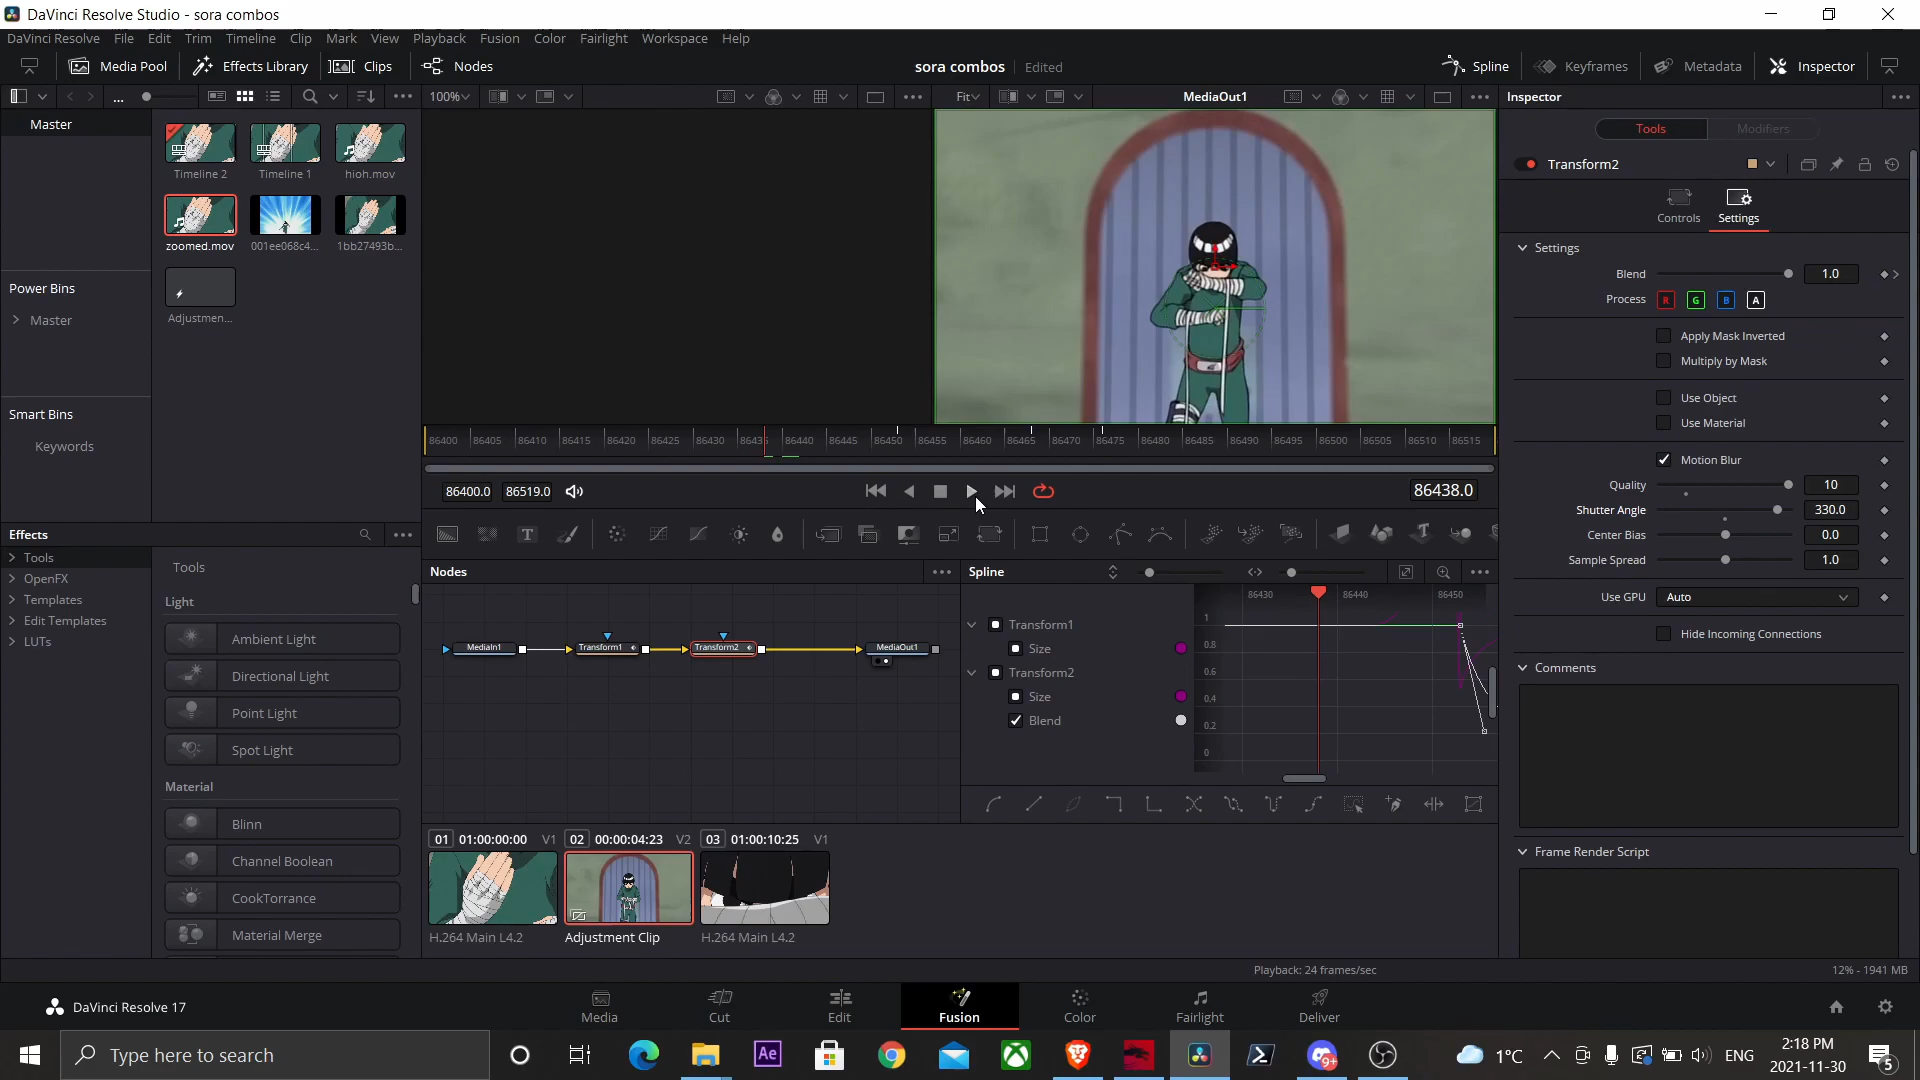 DaVinci Resolve Studio - sora combos
DaVinci Resolve File Edit Trim Timeline Clip Mark View Playback Fusion Color Fairlight Workspace Help
Media Pool Effects Library Clips Nodes sora combos Edited Spline Keyframes Metadata Inspector
... 100% Fit MediaOut1 Inspector
Master
Tools Modifiers
Timeline 2 Timeline 1 hioh.mov
Transform2
Controls Settings
zoomed.mov 001ee068c4... 1bb27493b...
Settings
Blend 1.0
Power Bins
Process R G B A
Master
Adjustmen...
Apply Mask Inverted
Multiply by Mask
Use Object
Smart Bins
Use Material
Keywords
86400 86405 86410 86415 86420 86425 86430 8643 86440 86445 86450 86455 86460 86465 86470 86475 86480 86485 86490 86495 86500 86505 86510 86515
Motion Blur
Quality 10
86400.0 86519.0 86438.0
Shutter Angle 330.0
Center Bias 0.0
Effects
Sample Spread 1.0
Tools
Tools
Nodes
Spline
OpenFX
Templates
Edit Templates
LUTs
Use GPU Auto
Hide Incoming Connections
Comments
Frame Render Script
Light
Ambient Light
Directional Light
Point Light
Spot Light
Material
Blinn
Channel Boolean
CookTorrance
Material Merge
MediaIn1 Transform1 Transform2 MediaOut1
86430 86440 86450
Transform1
Size
Transform2
Size
Blend
1
0.8
0.6
0.4
0.2
0
01 01:00:00:00 V1 02 00:00:04:23 V2 03 01:00:10:25 V1
H.264 Main L4.2 Adjustment Clip H.264 Main L4.2
Playback: 24 frames/sec 12% - 1941 MB
DaVinci Resolve 17
Media Cut Edit Fusion Color Fairlight Deliver
Type here to search
Ae
9+
1°C
ENG
2:18 PM
2021-11-30
5